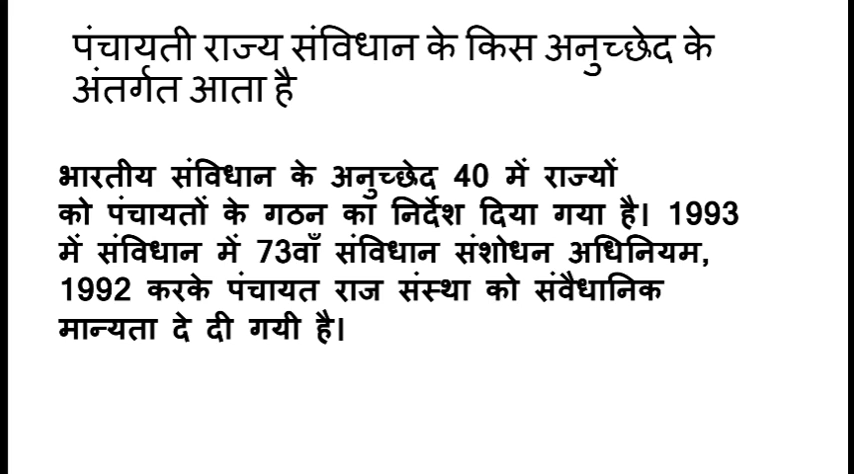 पंचायती राज्य संविधान के किस अनुच्छेद के
अंतर्गत आता है
भारतीय संविधान के अनुच्छेद 40 में राज्यों
को पंचायतों के गठन का निर्देश दिया गया है। 1993
में संविधान में 73वाँ संविधान संशोधन अधिनियम,
1992 करके पंचायत राज संस्था को संवैधानिक
मान्यता दे दी गयी है।